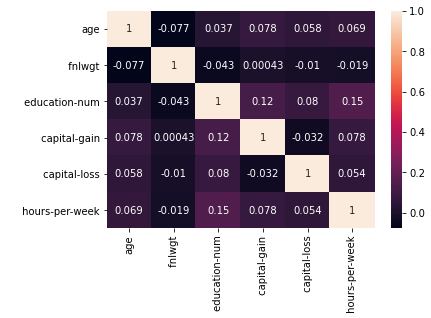 age 1 -0.077 0.037 0.078 0.058 0.069
fnlwgt -0.077 1 -0.043 0.00043 -0.01 -0.019
education-num 0.037 -0.043 1 0.12 0.08 0.15
capital-gain 0.078 0.00043 0.12 1 -0.032 0.078
capital-loss 0.058 -0.01 0.08 -0.032 1 0.054
hours-per-week 0.069 -0.019 0.15 0.078 0.054 1
age
fnlwgt
education-num
capital-gain
capital-loss
hours-per-week
1.0
0.8
0.6
0.4
0.2
0.0